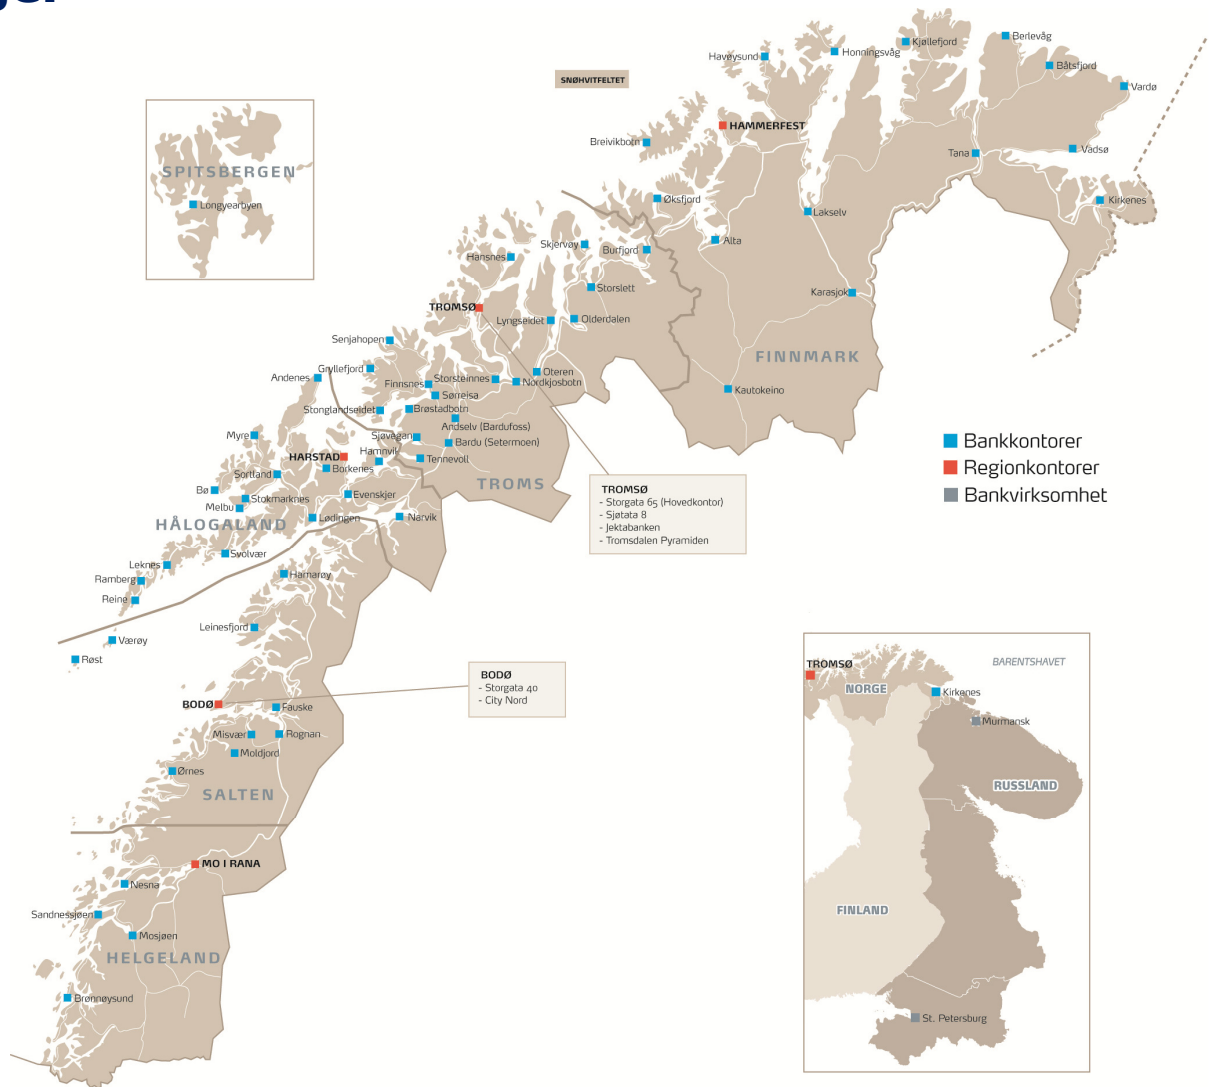 Berlevåg
Kjøllefjord
Honningsvåg
Havøysund
Båtsfjord
SNØHVITFELTET
Vardø
HAMMERFEST
Breivikbotn
Vadsø
Tana
SPITSBERGEN
Longyearbyen
Øksfjord
Kirkenes
Lakselv
Alta
Skjervøy
Burfjord
Hansnes
Storslett
Karasjok
TROMSØ
Lyngseidet
Olderdalen
Senjahopen
FINNMARK
Gryllefjord
Oteren
Andenes
Finnsnes
Storsteinnes
Nordkjosbotn
Kautokeino
Sørreisa
Stonglandseidet
Brøstadbotn
Andselv (Bardufoss)
Myre
Sjøvegan
Bardu (Setermoen)
Hamnvik
HARSTAD
Tennevoll
Borkenes
Sortland
TROMS
Bø
Evenskjer
Stokmarknes
Melbu
Lødingen
Narvik
HÅLOGALAND
Svolvær
Leknes
Hamarøy
Ramberg
Reine
Leinesfjord
Værøy
Røst
Bankkontorer
Regionkontorer
Bankvirksomhet
TROMSØ
- Storgata 65 (Hovedkontor)
- Sjøtata 8
- Jektabanken
- Tromsdalen Pyramiden
BODØ
- Storgata 40
- City Nord
BODØ
Fauske
Misvær
Rognan
Moldjord
Ørnes
SALTEN
MO I RANA
Nesna
Sandnessjøen
Mosjøen
HELGELAND
Brønnøysund
BARENTSHAVET
TROMSØ
NORGE
Kirkenes
Murmansk
RUSSLAND
FINLAND
St. Petersburg